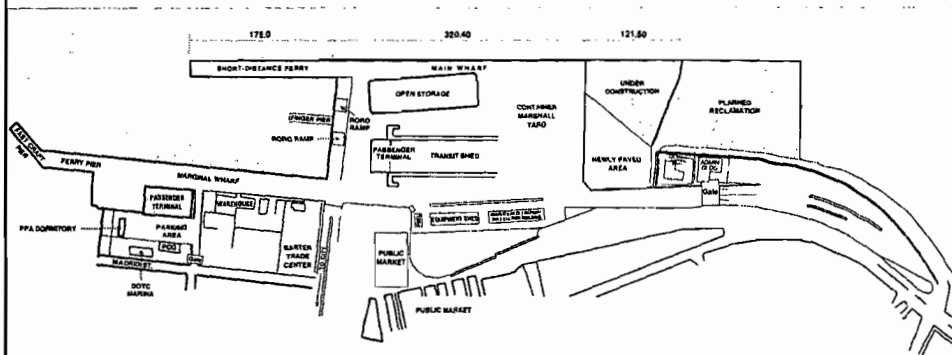 175.0 320.40 121.50
SHORT-DISTANCE FERRY
MAIN WHARF
UNDER
CONSTRUCTION
PLANNED
RECLAMATION
OPEN STORAGE
FINGER PIER
RORO
RAMP
RORO RAMP
CONTAINER
MARSHALL
YARD
FAST CRAFT
PIER
FERRY PIER
MARGINAL WHARF
PASSENGER
TERMINAL
TRANSIT SHED
NEWLY PAVED
AREA
ADMIN
BLDG
Gate
PASSENGER
TERMINAL
WAREHOUSE
EQUIPMENT SHED
PPA DORMITORY
PARKING
AREA
BARTER
TRADE
CENTER
PUBLIC
MARKET
MADRID ST.
DOTC
MARINA
PUBLIC MARKET